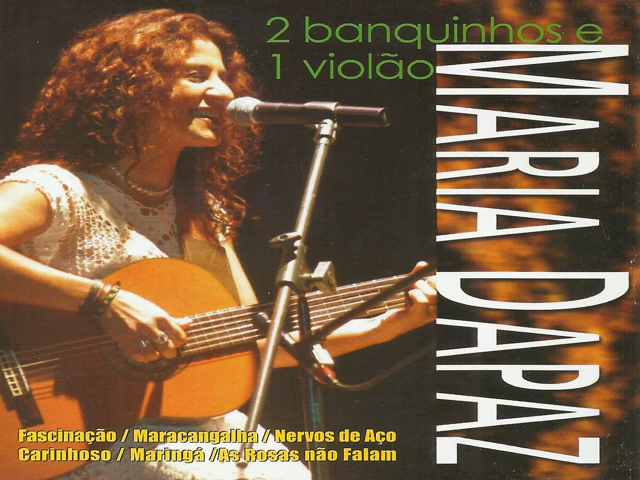 2 banquinhos e
1 violão
MARIA DAPAZ
Fascinação / Maracangalha / Nervos de Aço
Carinhoso / Maringá /As Rosas não Falam